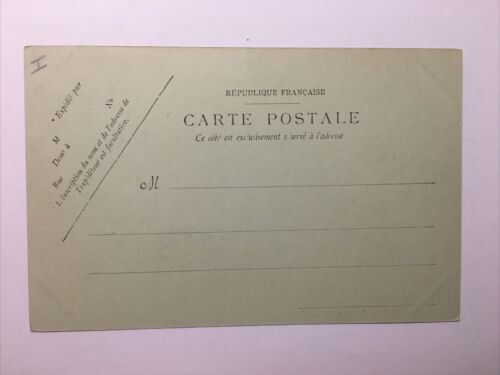 I
* Expédié par
M
Demt à
Rue No
* L'inscription du nom et de l'adresse de
l'expéditeur est facultative.
RÉPUBLIQUE FRANÇAISE
CARTE POSTALE
Ce côté est exclusivement réservé à l'adresse
M